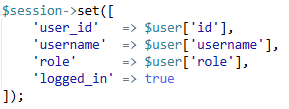 $session->set([
    'user_id'   => $user['id'],
    'username'  => $user['username'],
    'role'      => $user['role'],
    'logged_in' => true
]);